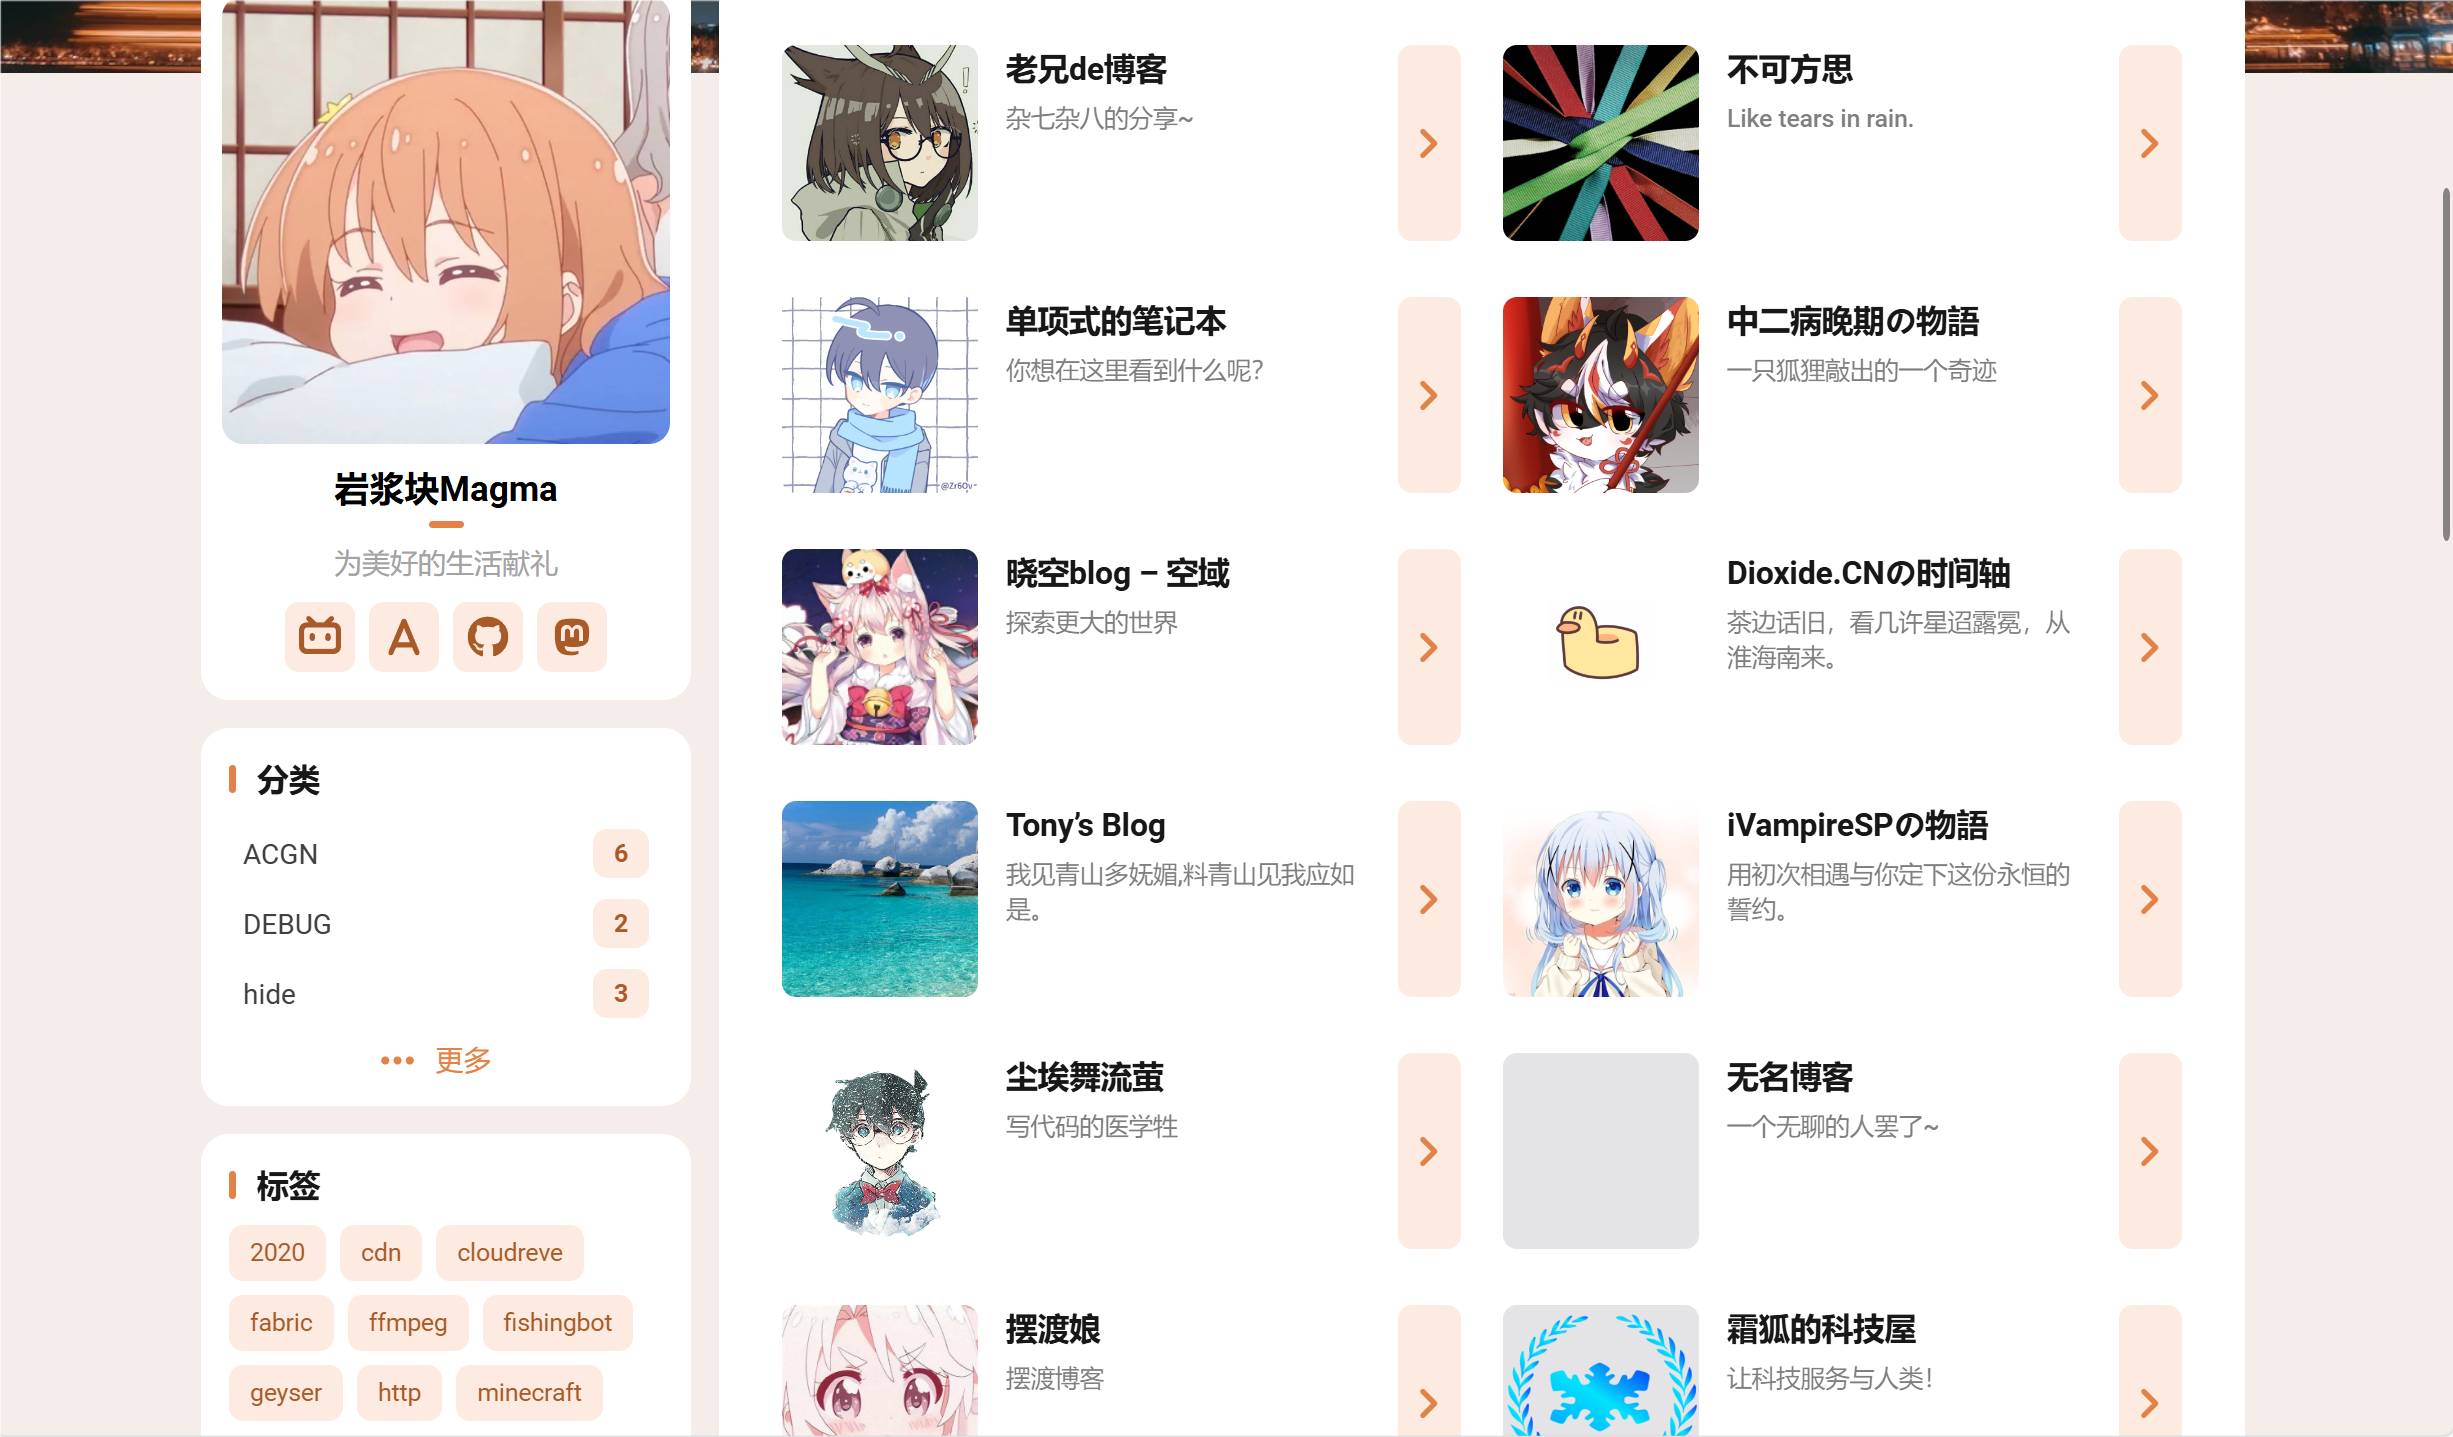 岩浆块Magma
为美好的生活献礼
分类
ACGN 6
DEBUG 2
hide 3
更多
标签
2020 cdn cloudreve
fabric ffmpeg fishingbot
geyser http minecraft
老兄de博客
杂七杂八的分享~
不可方思
Like tears in rain.
单项式的笔记本
你想在这里看到什么呢?
@Zr6Ov
中二病晚期の物語
一只狐狸敲出的一个奇迹
晓空blog – 空域
探索更大的世界
Dioxide.CNの时间轴
茶边话旧，看几许星迢露冕，从
淮海南来。
Tony’s Blog
我见青山多妩媚,料青山见我应如
是。
iVampireSPの物語
用初次相遇与你定下这份永恒的
誓约。
尘埃舞流萤
写代码的医学牲
无名博客
一个无聊的人罢了~
摆渡娘
摆渡博客
霜狐的科技屋
让科技服务与人类！